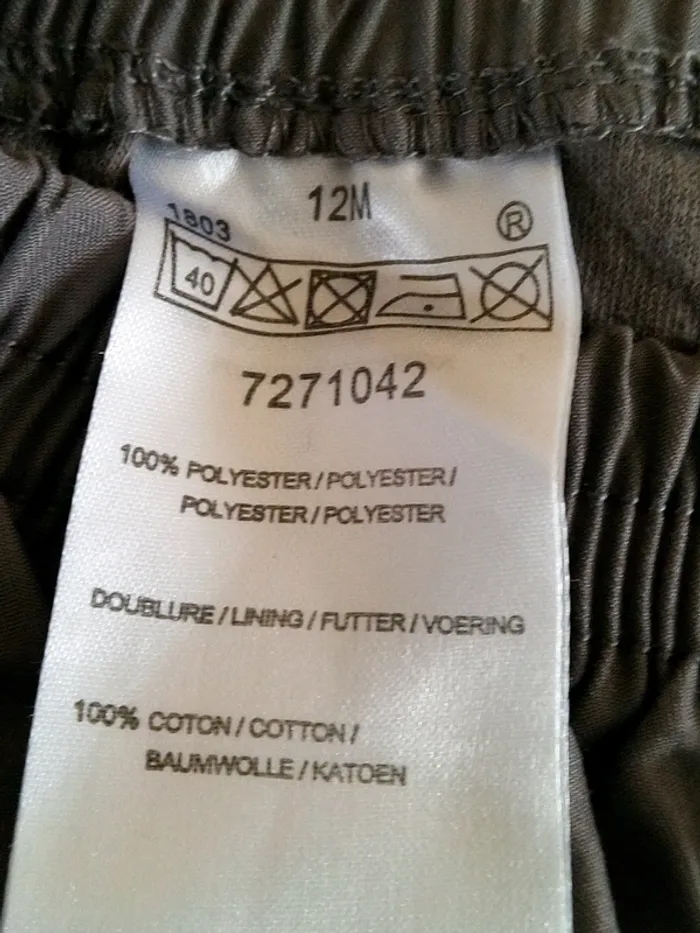 12M
1803
®
40
7271042
100% POLYESTER / POLYESTER /
POLYESTER / POLYESTER
DOUBLURE / LINING / FUTTER / VOERING
100% COTON / COTTON /
BAUMWOLLE / KATOEN